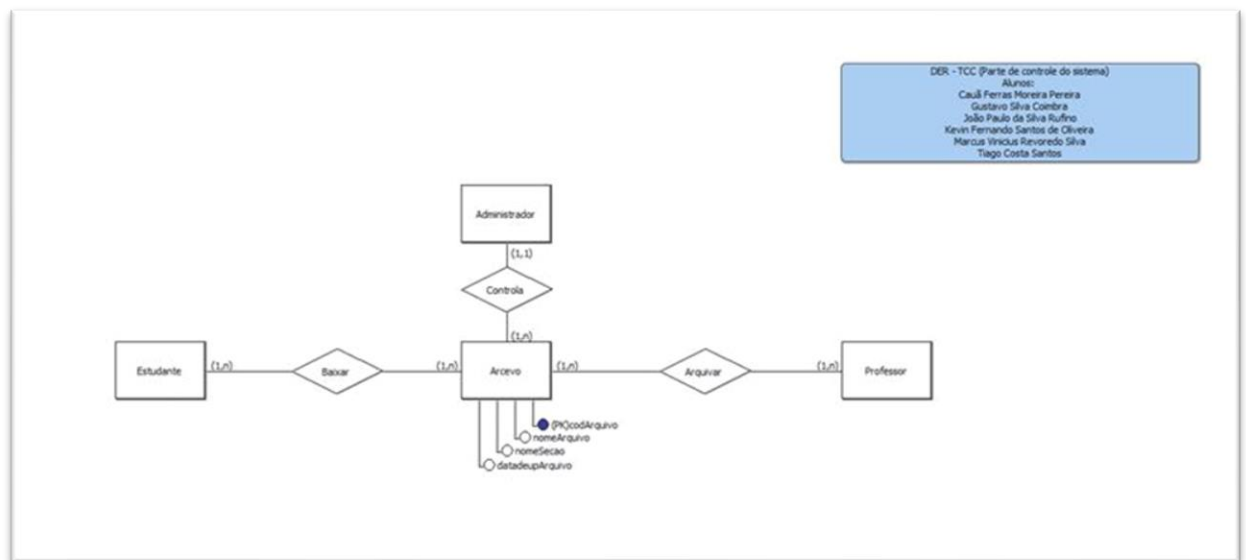 DER - TCC (Parte de controle do sistema)
Alunos:
Cauã Ferras Moreira Pereira
Gustavo Silva Coimbra
João Paulo da Silva Rufino
Kevin Fernando Santos de Oliveira
Marcus Vinicius Revoredo Silva
Tiago Costa Santos
Administrador
(1,1)
Controla
(1,n)
Estudante
(1,n)
Baixar
(1,n)
Arcevo
(1,n)
Arquivar
(1,n)
Professor
(PK)codArquivo
nomeArquivo
nomeSecao
datadeupArquivo